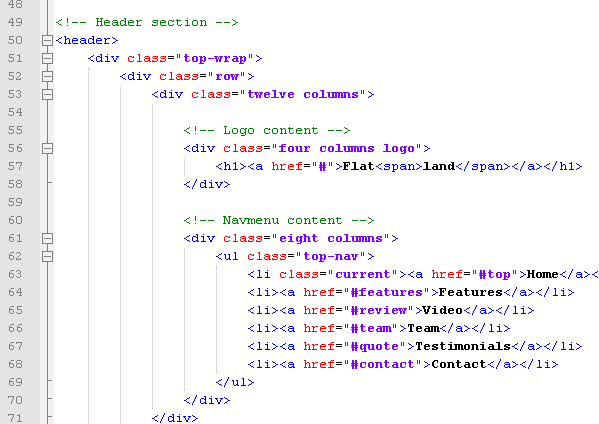 48
49 <!-- Header section -->
50 <header>
51 <div class="top-wrap">
52 <div class="row">
53 <div class="twelve columns">
54
55 <!-- Logo content -->
56 <div class="four columns logo">
57 <h1><a href="#">Flat<span>land</span></a></h1>
58 </div>
59
60 <!-- Navmenu content -->
61 <div class="eight columns">
62 <ul class="top-nav">
63 <li class="current"><a href="#top">Home</a><
64 <li><a href="#features">Features</a></li>
65 <li><a href="#review">Video</a></li>
66 <li><a href="#team">Team</a></li>
67 <li><a href="#quote">Testimonials</a></li>
68 <li><a href="#contact">Contact</a></li>
69 </ul>
70 </div>
71 </div>